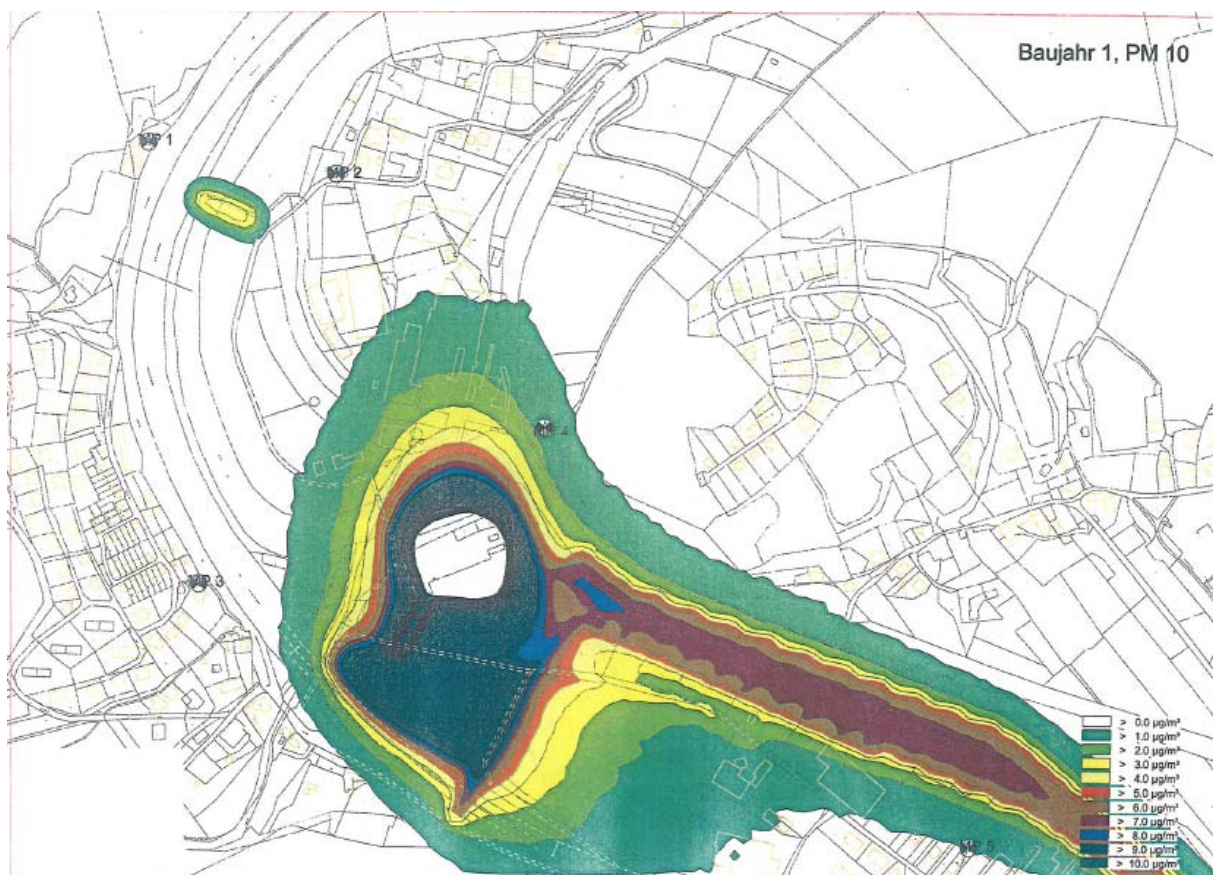 Baujahr 1, PM 10
MP 1
MP 2
MP 3
MP 5
> 0.0 µg/m³
> 1.0 µg/m³
> 2.0 µg/m³
> 3.0 µg/m³
> 4.0 µg/m³
> 5.0 µg/m³
> 6.0 µg/m³
> 7.0 µg/m³
> 8.0 µg/m³
> 9.0 µg/m³
> 10.0 µg/m³